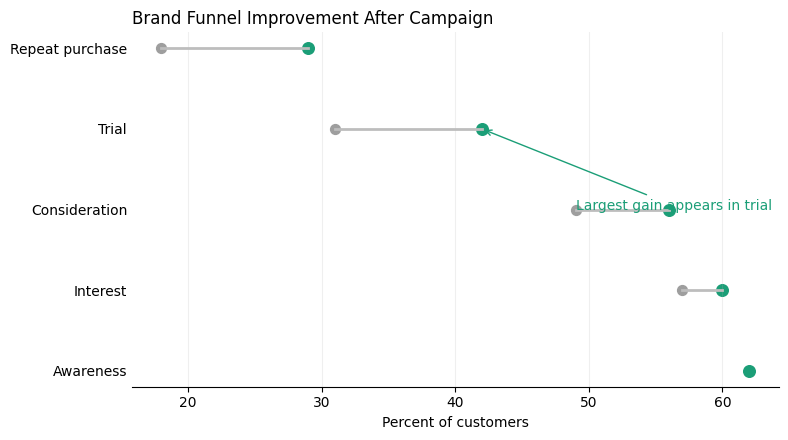 Brand Funnel Improvement After Campaign
Repeat purchase
Trial
Consideration
Largest gain appears in trial
Interest
Awareness
20 30 40 50 60
Percent of customers